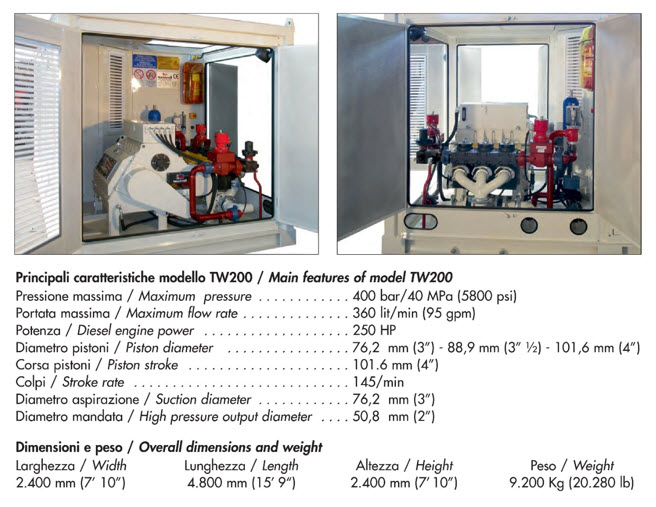 Principali caratteristiche modello TW200 / Main features of model TW200
Pressione massima / Maximum pressure . . . . . . . . . . . . 400 bar/40 MPa (5800 psi)
Portata massima / Maximum flow rate . . . . . . . . . . . . . . 360 lit/min (95 gpm)
Potenza / Diesel engine power . . . . . . . . . . . . . . . . . . 250 HP
Diametro pistoni / Piston diameter . . . . . . . . . . . . . . . 76,2 mm (3”) - 88,9 mm (3” ½) - 101,6 mm (4”)
Corsa pistoni / Piston stroke . . . . . . . . . . . . . . . . . . . . 101.6 mm (4”)
Colpi / Stroke rate . . . . . . . . . . . . . . . . . . . . . . . . . . . 145/min
Diametro aspirazione / Suction diameter . . . . . . . . . . . 76,2 mm (3”)
Diametro mandata / High pressure output diameter . . . . 50,8 mm (2”)
Dimensioni e peso / Overall dimensions and weight
Larghezza / Width Lunghezza / Length Altezza / Height Peso / Weight
2.400 mm (7’ 10”) 4.800 mm (15’ 9“) 2.400 mm (7’ 10”) 9.200 Kg (20.280 lb)